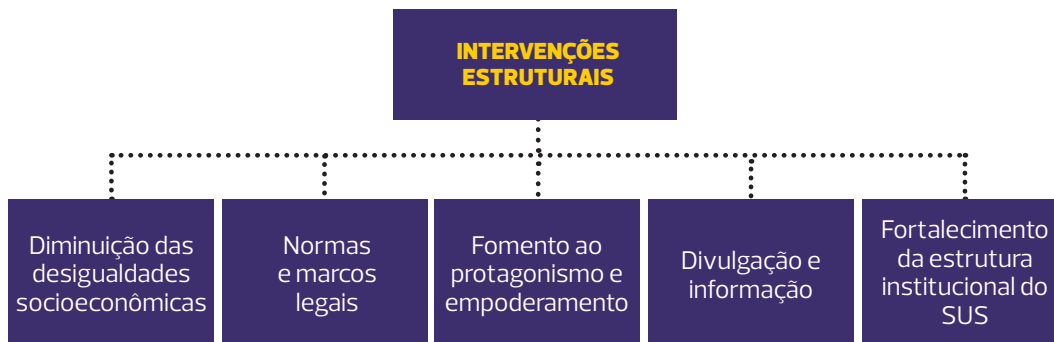 INTERVENÇÕES
ESTRUTURAIS
Diminuição das
desigualdades
socioeconômicas
Normas
e marcos
legais
Fomento ao
protagonismo e
empoderamento
Divulgação e
informação
Fortalecimento
da estrutura
institucional do
SUS